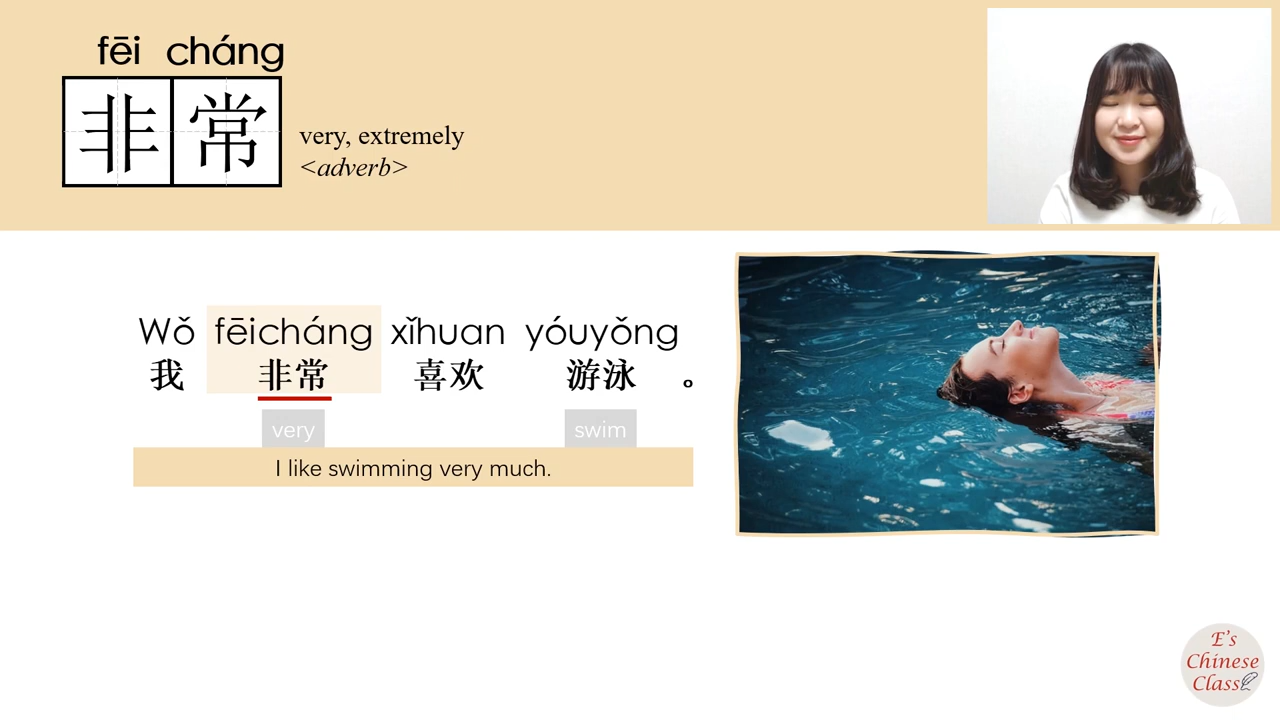 fēi cháng
非常
very, extremely
<adverb>
Wǒ fēicháng xǐhuan yóuyǒng
我 非常 喜欢 游泳 。
very swim
I like swimming very much.
E's
Chinese
Class